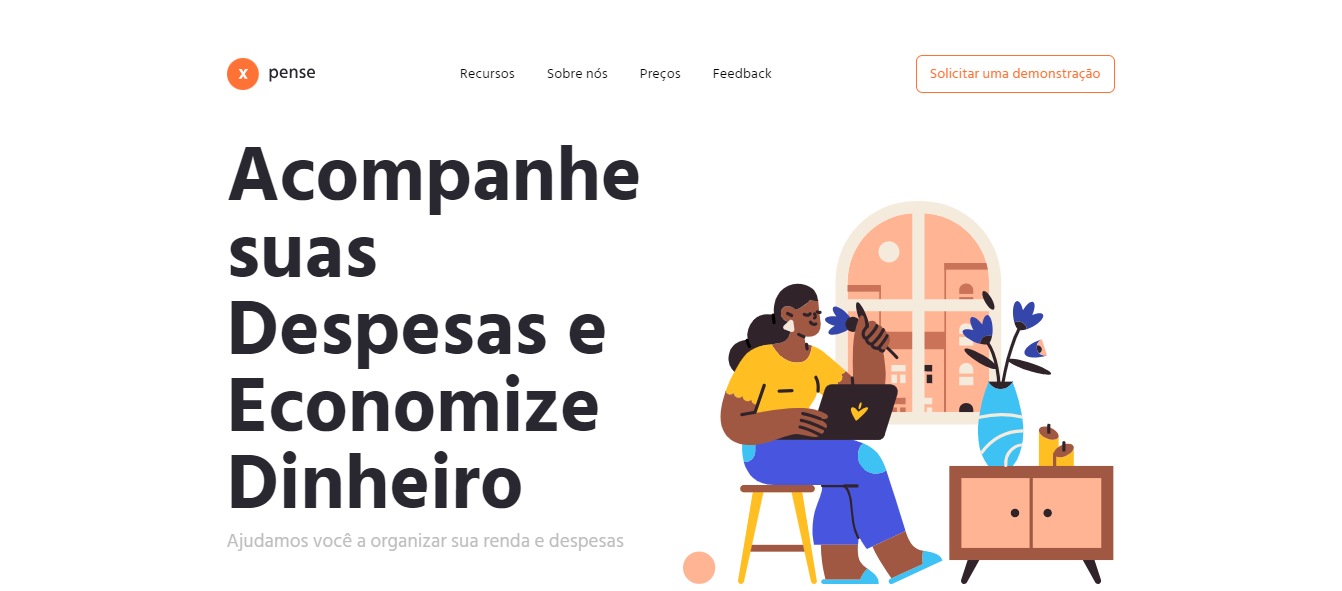 x pense
Recursos Sobre nós Preços Feedback
Solicitar uma demonstração
Acompanhe
suas
Despesas e
Economize
Dinheiro
Ajudamos você a organizar sua renda e despesas